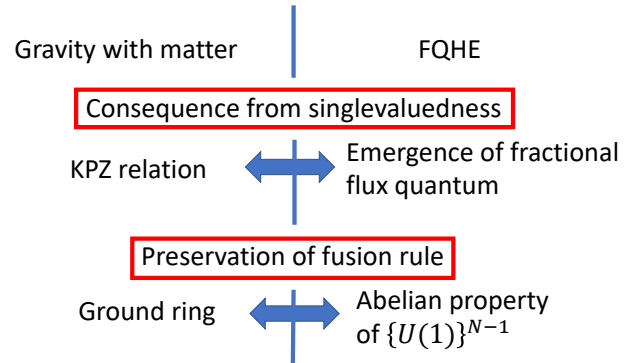 Gravity with matter
FQHE
Consequence from singlevaluedness
KPZ relation
Emergence of fractional
flux quantum
Preservation of fusion rule
Ground ring
Abelian property
of {U(1)}^{N−1}